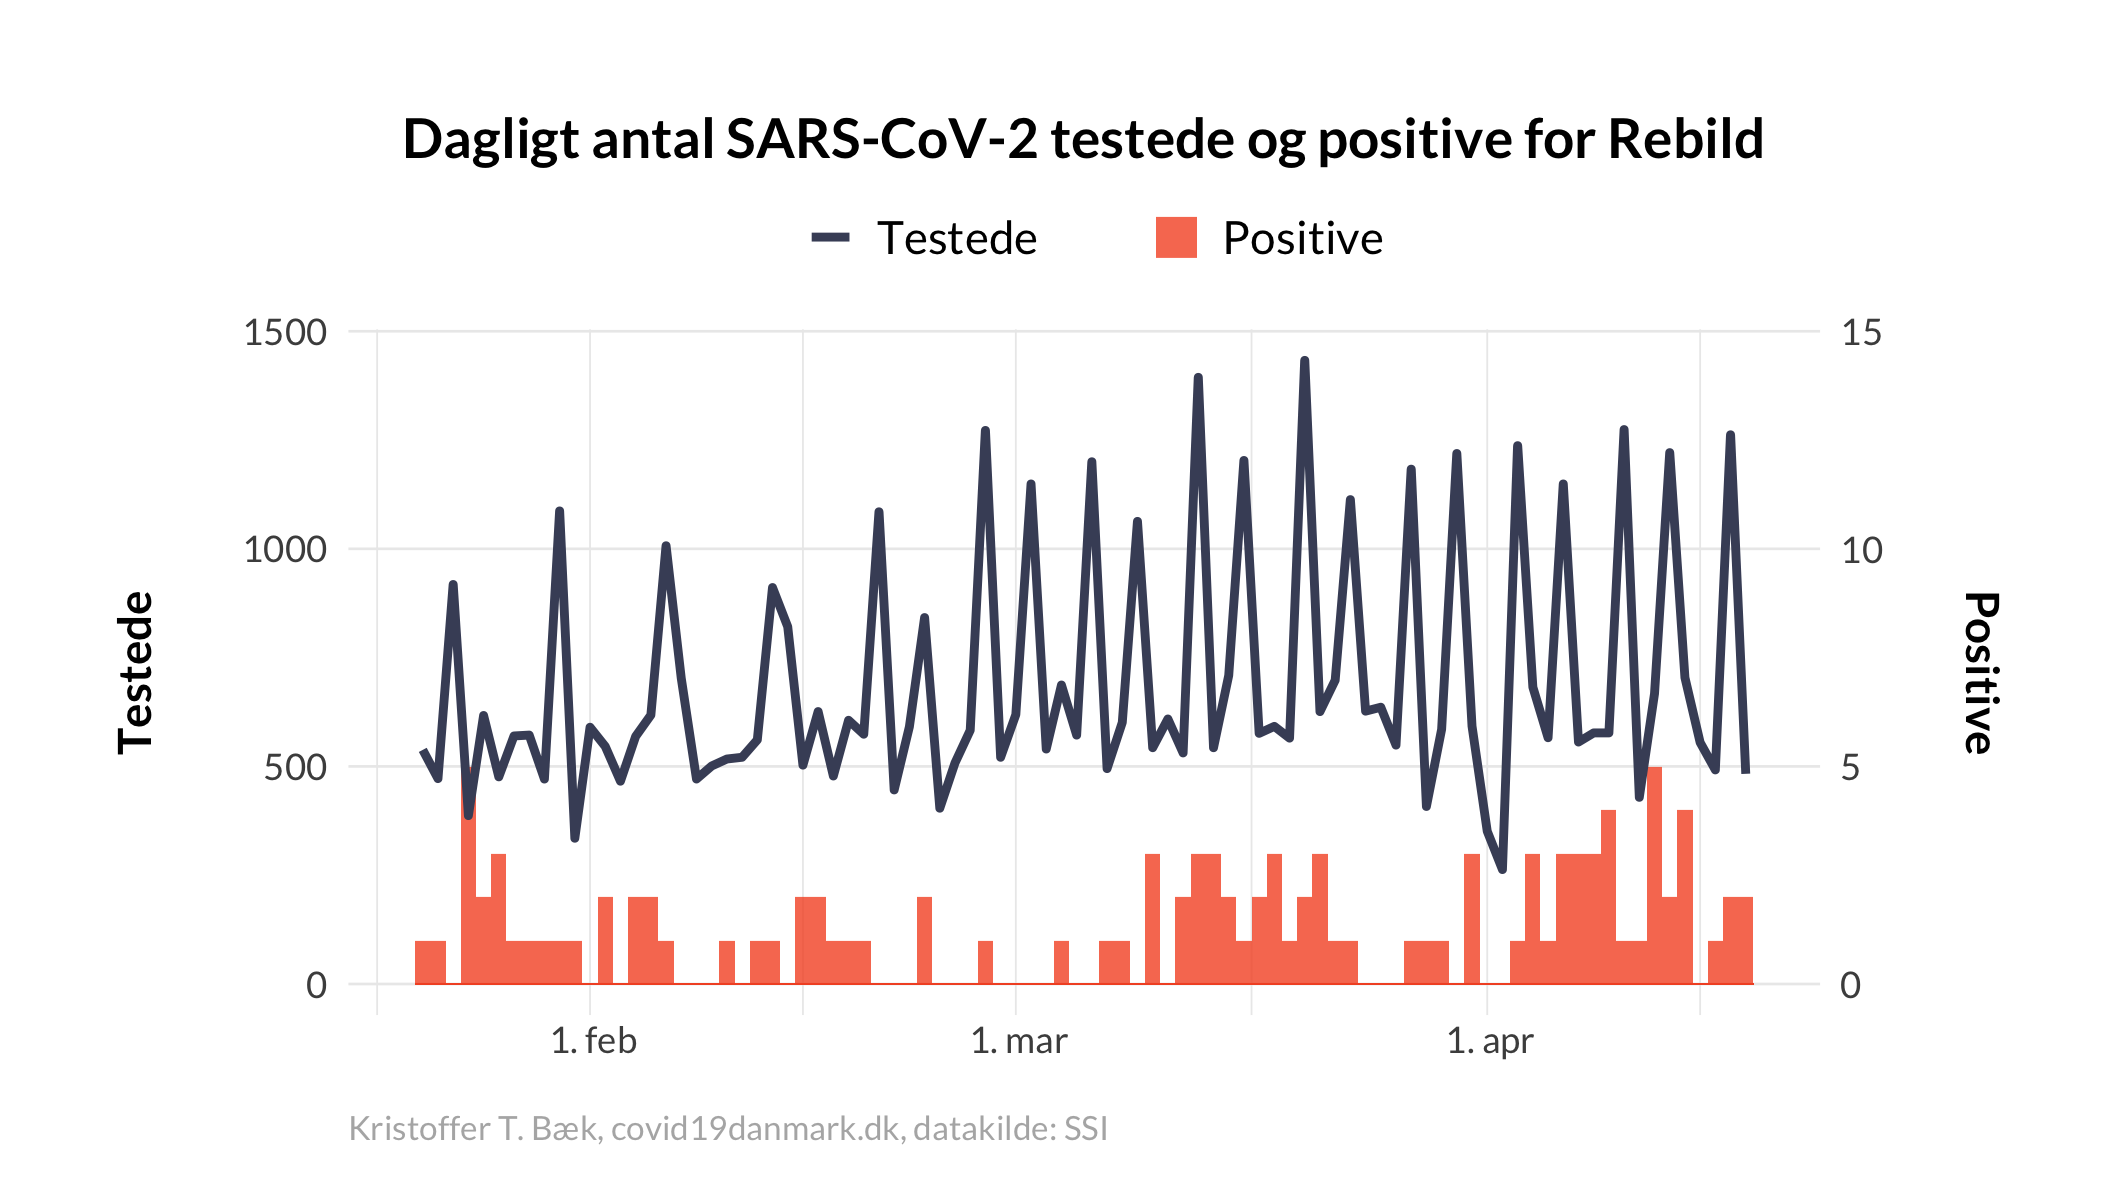 Dagligt antal SARS-CoV-2 testede og positive for Rebild
Testede
Positive
1500
1000
500
0
15
10
5
0
Testede
Positive
1. feb
1. mar
1. apr
Kristoffer T. Bæk, covid19danmark.dk, datakilde: SSI